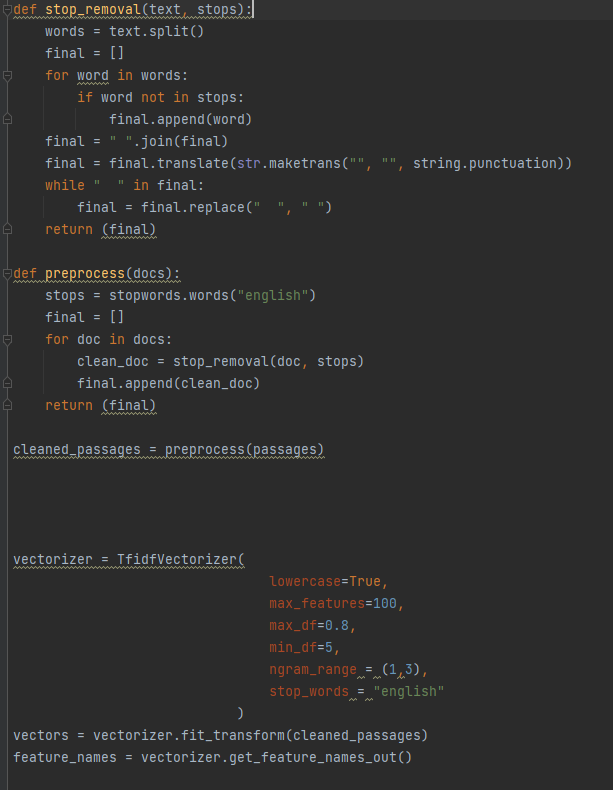 def stop_removal(text, stops):
    words = text.split()
    final = []
    for word in words:
        if word not in stops:
            final.append(word)
    final = " ".join(final)
    final = final.translate(str.maketrans("", "", string.punctuation))
    while "  " in final:
        final = final.replace("  ", " ")
    return (final)

def preprocess(docs):
    stops = stopwords.words("english")
    final = []
    for doc in docs:
        clean_doc = stop_removal(doc, stops)
        final.append(clean_doc)
    return (final)

cleaned_passages = preprocess(passages)

vectorizer = TfidfVectorizer(
                                lowercase=True,
                                max_features=100,
                                max_df=0.8,
                                min_df=5,
                                ngram_range = (1,3),
                                stop_words = "english"
                            )
vectors = vectorizer.fit_transform(cleaned_passages)
feature_names = vectorizer.get_feature_names_out()